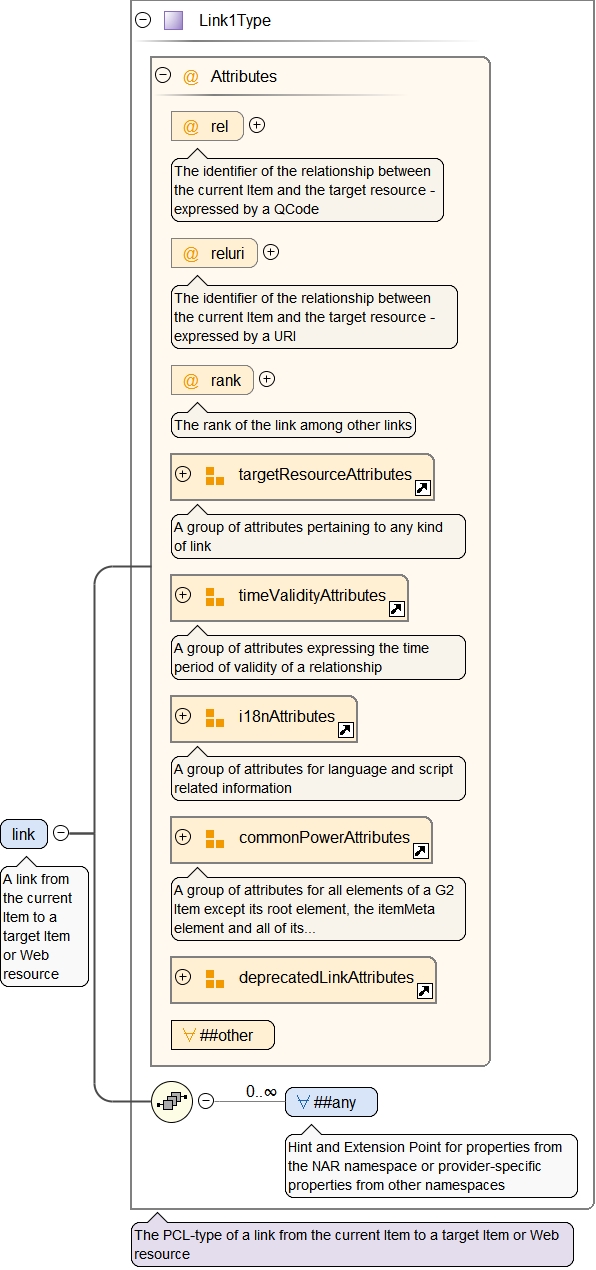 Link1Type
@ Attributes
@ rel
The identifier of the relationship between
the current Item and the target resource -
expressed by a QCode
@ reluri
The identifier of the relationship between
the current Item and the target resource -
expressed by a URI
@ rank
The rank of the link among other links
targetResourceAttributes
A group of attributes pertaining to any kind
of link
timeValidityAttributes
A group of attributes expressing the time
period of validity of a relationship
i18nAttributes
A group of attributes for language and script
related information
link
A link from
the current
Item to a
target Item
or Web
resource
commonPowerAttributes
A group of attributes for all elements of a G2
Item except its root element, the itemMeta
element and all of its...
deprecatedLinkAttributes
##other
0..∞
##any
Hint and Extension Point for properties from
the NAR namespace or provider-specific
properties from other namespaces
The PCL-type of a link from the current Item to a target Item or Web
resource